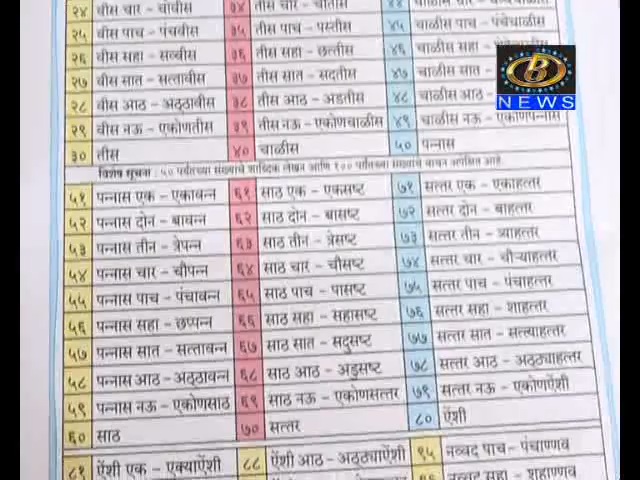 २४ वीस चार - चोवीस ३४ तीस चार - चौतीस ४४
२५ वीस पाच - पंचवीस ३५ तीस पाच - पस्तीस ४५ चाळीस पाच - पंचेचाळीस
२६ वीस सहा - सव्वीस ३६ तीस सहा - छत्तीस ४६ चाळीस सहा -
२७ वीस सात - सत्तावीस ३७ तीस सात - सदतीस ४७ चाळीस सात -
२८ वीस आठ - अठ्ठावीस ३८ तीस आठ - अडतीस ४८ चाळीस आठ -
२९ वीस नऊ - एकोणतीस ३९ तीस नऊ - एकोणचाळीस ४९ चाळीस नऊ - एकोणपन्नास
३० तीस ४० चाळीस ५० पन्नास
B
NEWS
विशेष सूचना : ५० पर्यंतच्या संख्यांचे शाब्दिक लेखन आणि १०० पर्यंतच्या संख्यांचे वाचन अपेक्षित आहे.
५१ पन्नास एक - एकावन्न ६१ साठ एक - एकसष्ट ७१ सत्तर एक - एकाहत्तर
५२ पन्नास दोन - बावन्न ६२ साठ दोन - बासष्ट ७२ सत्तर दोन - बाहत्तर
५३ पन्नास तीन - त्रेपन्न ६३ साठ तीन - त्रेसष्ट ७३ सत्तर तीन - त्र्याहत्तर
५४ पन्नास चार - चौपन्न ६४ साठ चार - चौसष्ट ७४ सत्तर चार - चौऱ्याहत्तर
५५ पन्नास पाच - पंचावन्न ६५ साठ पाच - पासष्ट ७५ सत्तर पाच - पंचाहत्तर
५६ पन्नास सहा - छप्पन्न ६६ साठ सहा - सहासष्ट ७६ सत्तर सहा - शाहत्तर
५७ पन्नास सात - सत्तावन्न ६७ साठ सात - सदुसष्ट ७७ सत्तर सात - सत्याहत्तर
५८ पन्नास आठ - अठ्ठावन्न ६८ साठ आठ - अडुसष्ट ७८ सत्तर आठ - अठ्ठ्याहत्तर
५९ पन्नास नऊ - एकोणसाठ ६९ साठ नऊ - एकोणसत्तर ७९ सत्तर नऊ - एकोणऐंशी
६० साठ ७० सत्तर ८० ऐंशी
८१ ऐंशी एक - एक्याऐंशी ८८ ऐंशी आठ - अठ्ठ्याऐंशी ९५ नव्वद पाच - पंचाण्णव
९६ नव्वद सहा - शहाण्णव